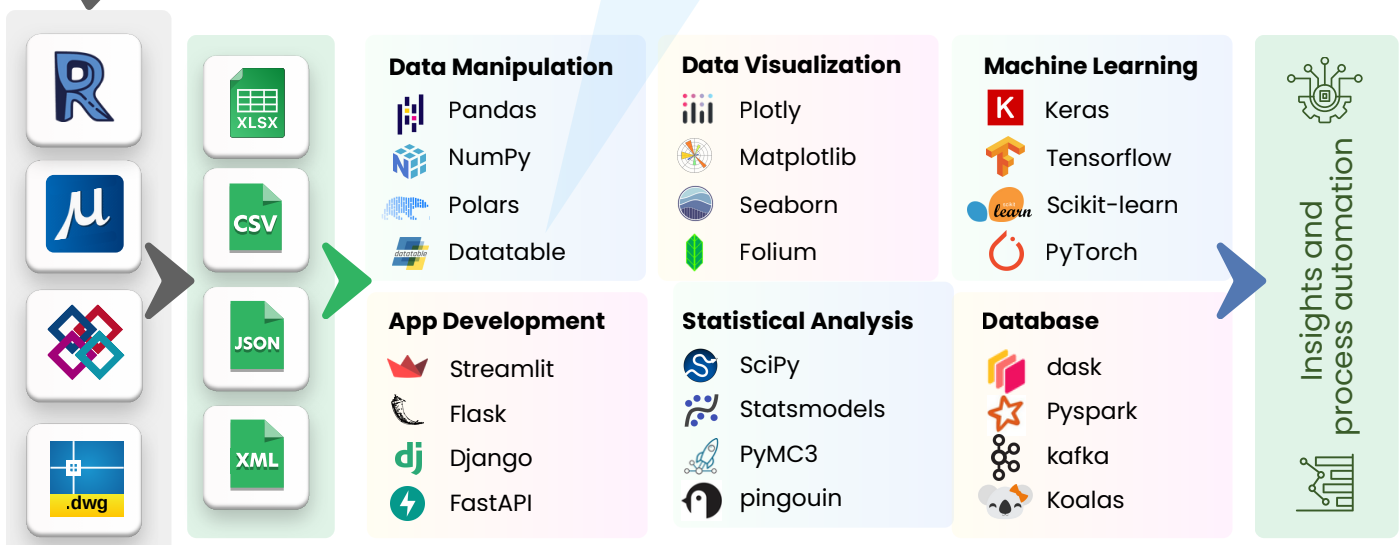 R
μ
.dwg
XLSX
CSV
JSON
XML
Data Manipulation
Pandas
NumPy
Polars
datatable
Datatable
Data Visualization
Plotly
Matplotlib
Seaborn
Folium
Machine Learning
K
Keras
Tensorflow
scikit
learn
Scikit-learn
PyTorch
App Development
Streamlit
Flask
dj
Django
FastAPI
Statistical Analysis
SciPy
Statsmodels
PyMC3
pingouin
Database
dask
Pyspark
kafka
Koalas
Insights and
process automation